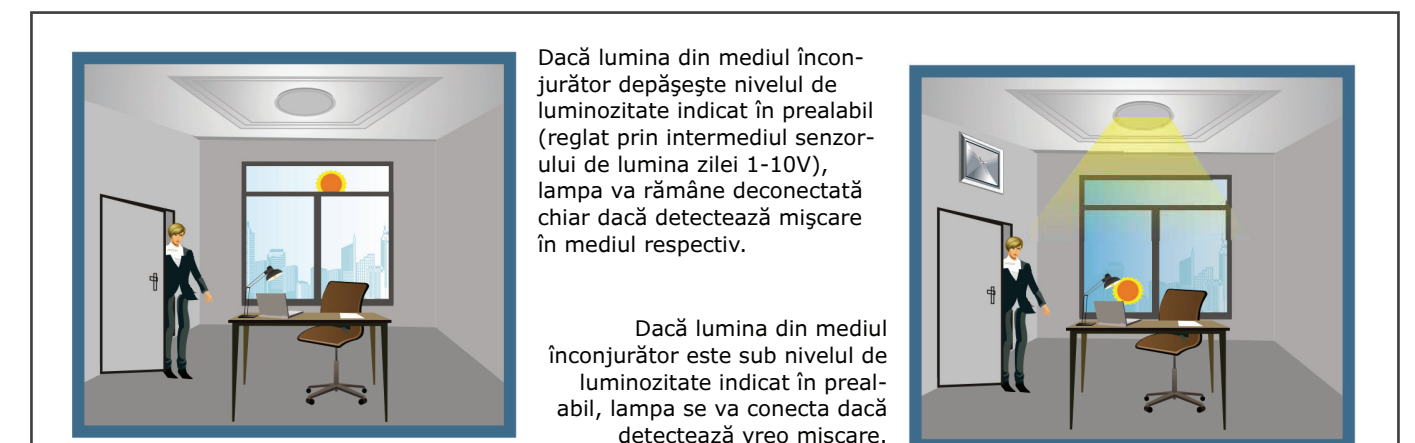 Dacă lumina din mediul încon-
jurător depăşeşte nivelul de
luminozitate indicat în prealabil
(reglat prin intermediul senzor-
ului de lumina zilei 1-10V),
lampa va rămâne deconectată
chiar dacă detectează mişcare
în mediul respectiv.
Dacă lumina din mediul
înconjurător este sub nivelul de
luminozitate indicat în preal-
abil, lampa se va conecta dacă
detectează vreo mişcare.